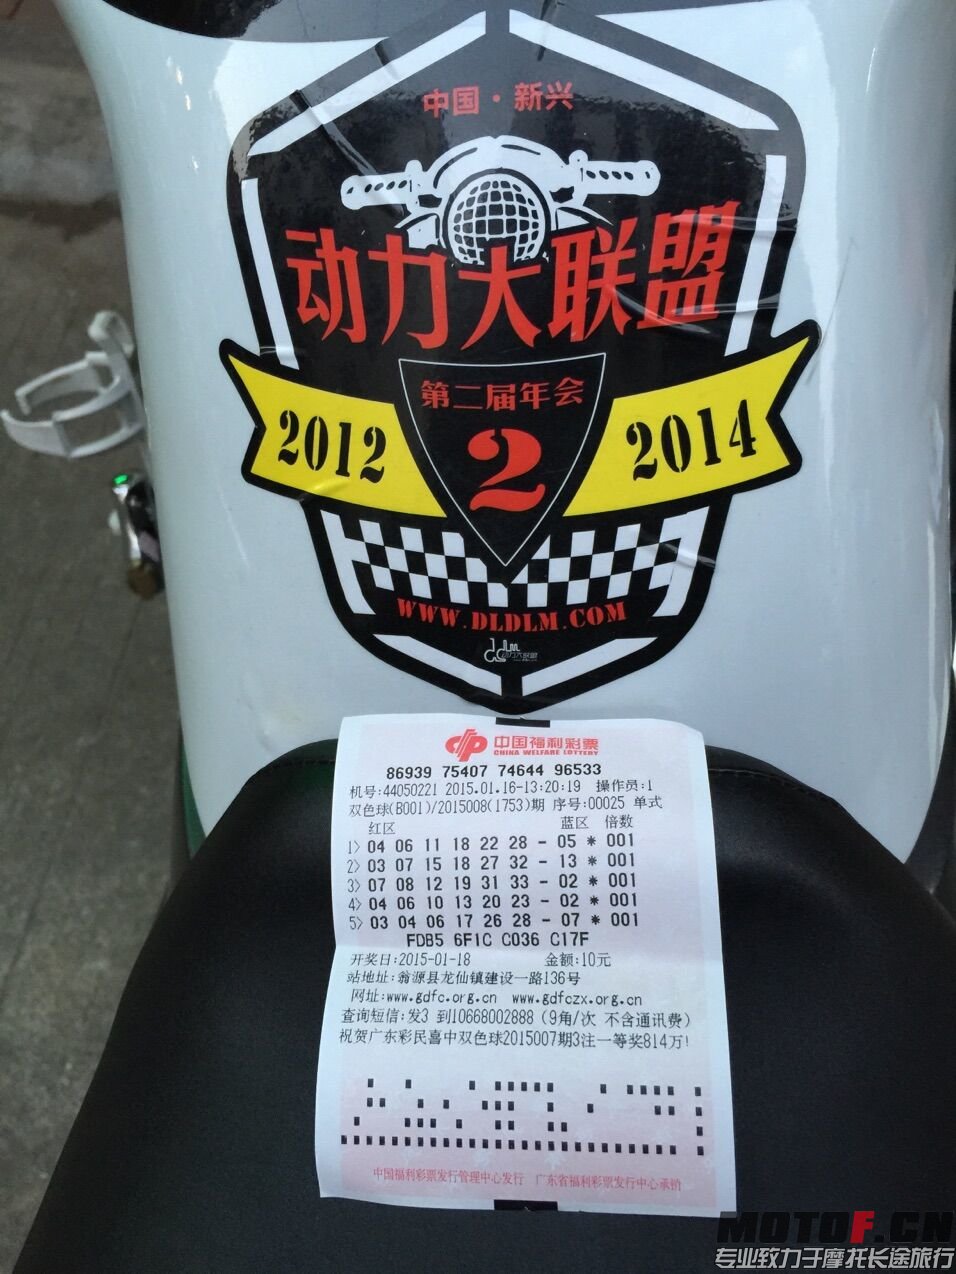 中国·新兴
动力大联盟
第二届年会
2012 2 2014
WWW.DLDLM.COM
动力大联盟
中国福利彩票
CHINA WELFARE LOTTERY
86939 75407 74644 96533
机号:44050221 2015.01.16-13:20:19 操作员:1
双色球(B001)/2015008(1753)期 序号:00025 单式
红区 蓝区 倍数
1> 04 06 11 18 22 28 - 05 * 001
2> 03 07 15 18 27 32 - 13 * 001
3> 07 08 12 19 31 33 - 02 * 001
4> 04 06 10 13 20 23 - 02 * 001
5> 03 04 06 17 26 28 - 07 * 001
FDB5 6F1C C036 C17F
开奖日:2015-01-18 金额:10元
站地址:翁源县龙仙镇建设一路136号
网址:www.gdfc.org.cn www.gdfczx.org.cn
查询短信:发3 到10668002888 (9角/次 不含通讯费)
祝贺广东彩民喜中双色球2015007期3注一等奖814万!
中国福利彩票发行管理中心发行 广东省福利彩票发行中心承销
MOTOF.CN
专业致力于摩托长途旅行